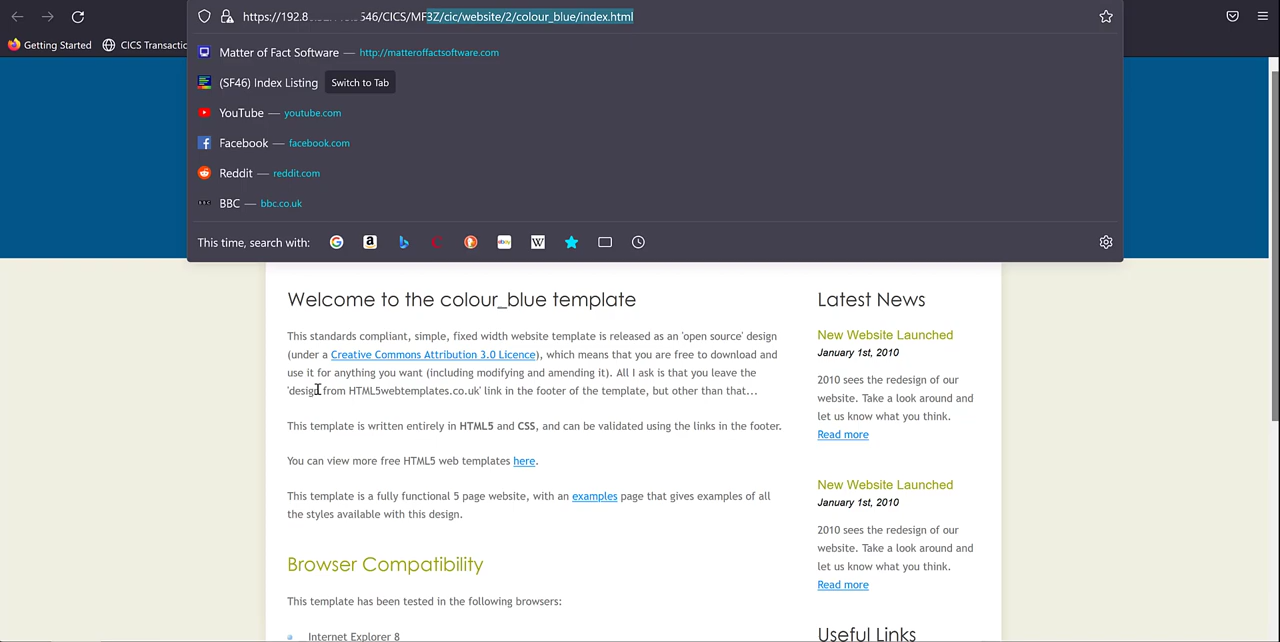 https://192.8 546/CICS/MF3Z/cic/website/2/colour_blue/index.html
Getting Started CICS Transactio
Matter of Fact Software — http://matteroffactsoftware.com
(SF46) Index Listing Switch to Tab
YouTube — youtube.com
Facebook — facebook.com
Reddit — reddit.com
BBC — bbc.co.uk
This time, search with:
Welcome to the colour_blue template
This standards compliant, simple, fixed width website template is released as an 'open source' design
(under a Creative Commons Attribution 3.0 Licence), which means that you are free to download and
use it for anything you want (including modifying and amending it). All I ask is that you leave the
'design from HTML5webtemplates.co.uk' link in the footer of the template, but other than that...
This template is written entirely in HTML5 and CSS, and can be validated using the links in the footer.
You can view more free HTML5 web templates here.
This template is a fully functional 5 page website, with an examples page that gives examples of all
the styles available with this design.
Browser Compatibility
This template has been tested in the following browsers:
Internet Explorer 8
Latest News
New Website Launched
January 1st, 2010
2010 sees the redesign of our
website. Take a look around and
let us know what you think.
Read more
New Website Launched
January 1st, 2010
2010 sees the redesign of our
website. Take a look around and
let us know what you think.
Read more
Useful Links